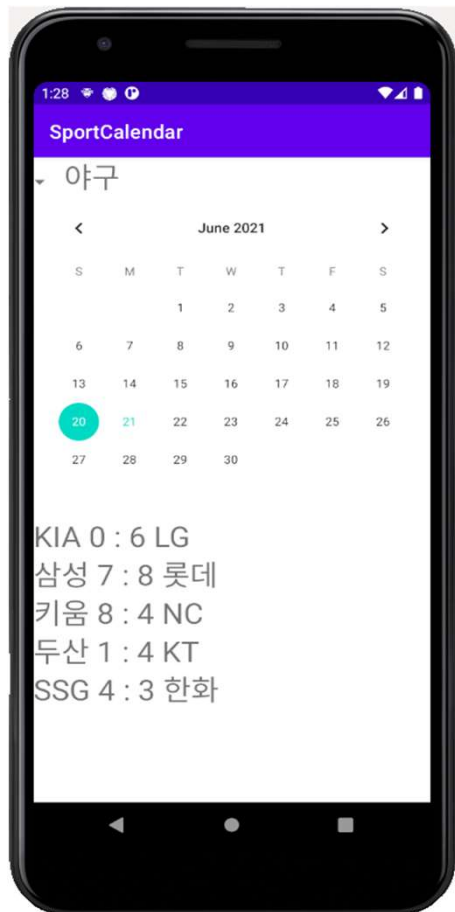 1:28
SportCalendar
야구
June 2021
S M T W T F S
1 2 3 4 5
6 7 8 9 10 11 12
13 14 15 16 17 18 19
20 21 22 23 24 25 26
27 28 29 30
KIA 0 : 6 LG
삼성 7 : 8 롯데
키움 8 : 4 NC
두산 1 : 4 KT
SSG 4 : 3 한화